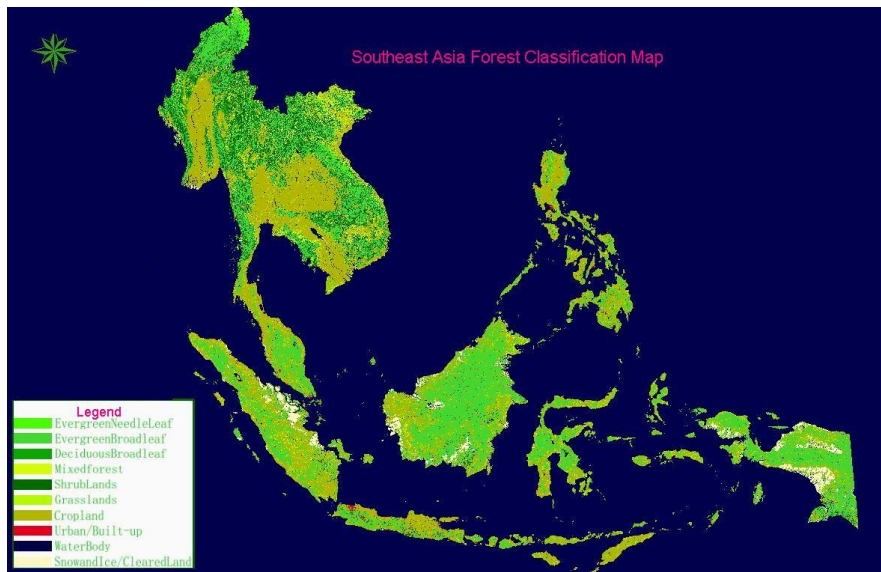 Southeast Asia Forest Classification Map
Legend
EvergreenNeedleLeaf
EvergreenBroadleaf
DeciduousBroadleaf
Mixedforest
ShrubLands
Grasslands
Cropland
Urban/Built-up
WaterBody
SnowandIce/ClearedLand